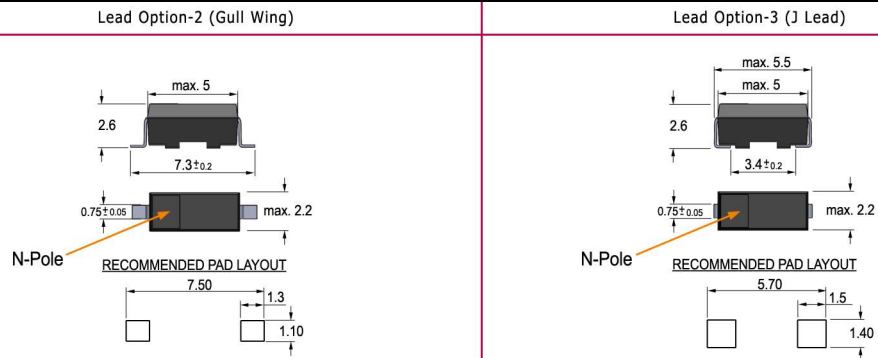 Lead Option-2 (Gull Wing)
max. 5
2.6
7.3±0.2
0.75±0.05
max. 2.2
N-Pole
RECOMMENDED PAD LAYOUT
7.50
1.3
1.10
Lead Option-3 (J Lead)
max. 5.5
max. 5
2.6
3.4±0.2
0.75±0.05
max. 2.2
N-Pole
RECOMMENDED PAD LAYOUT
5.70
1.5
1.40